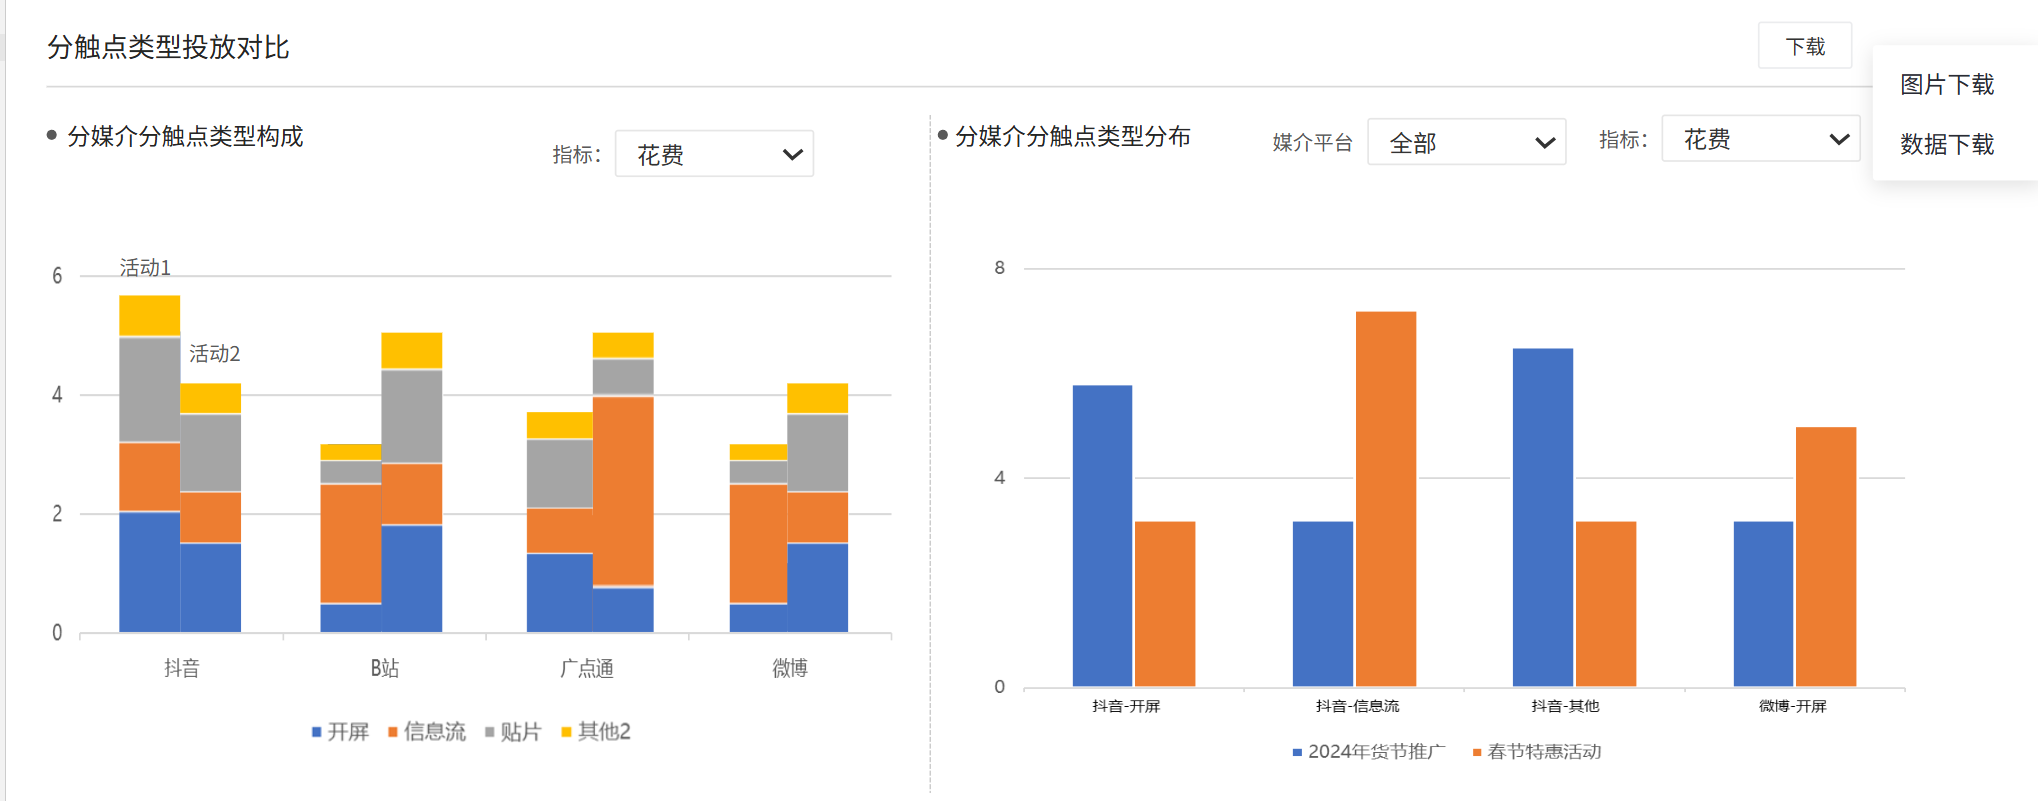 分触点类型投放对比
下载
图片下载
数据下载
分媒介分触点类型构成
指标：
花费
分媒介分触点类型分布
媒介平台
全部
指标：
花费
活动1
活动2
6
4
2
0
抖音
B站
广点通
微博
开屏 信息流 贴片 其他2
8
4
0
抖音-开屏
抖音-信息流
抖音-其他
微博-开屏
2024年货节推广 春节特惠活动